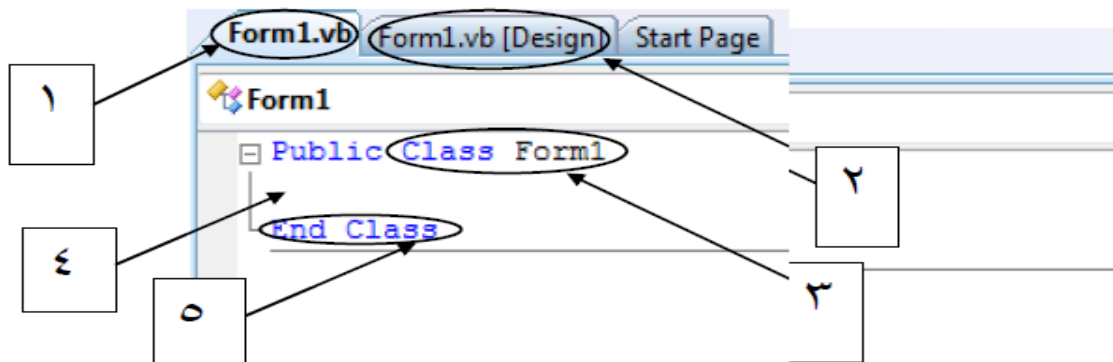 Form1.vb Form1.vb [Design] Start Page
١
Form1
Public Class Form1
٢
٤
End Class
٣
٥